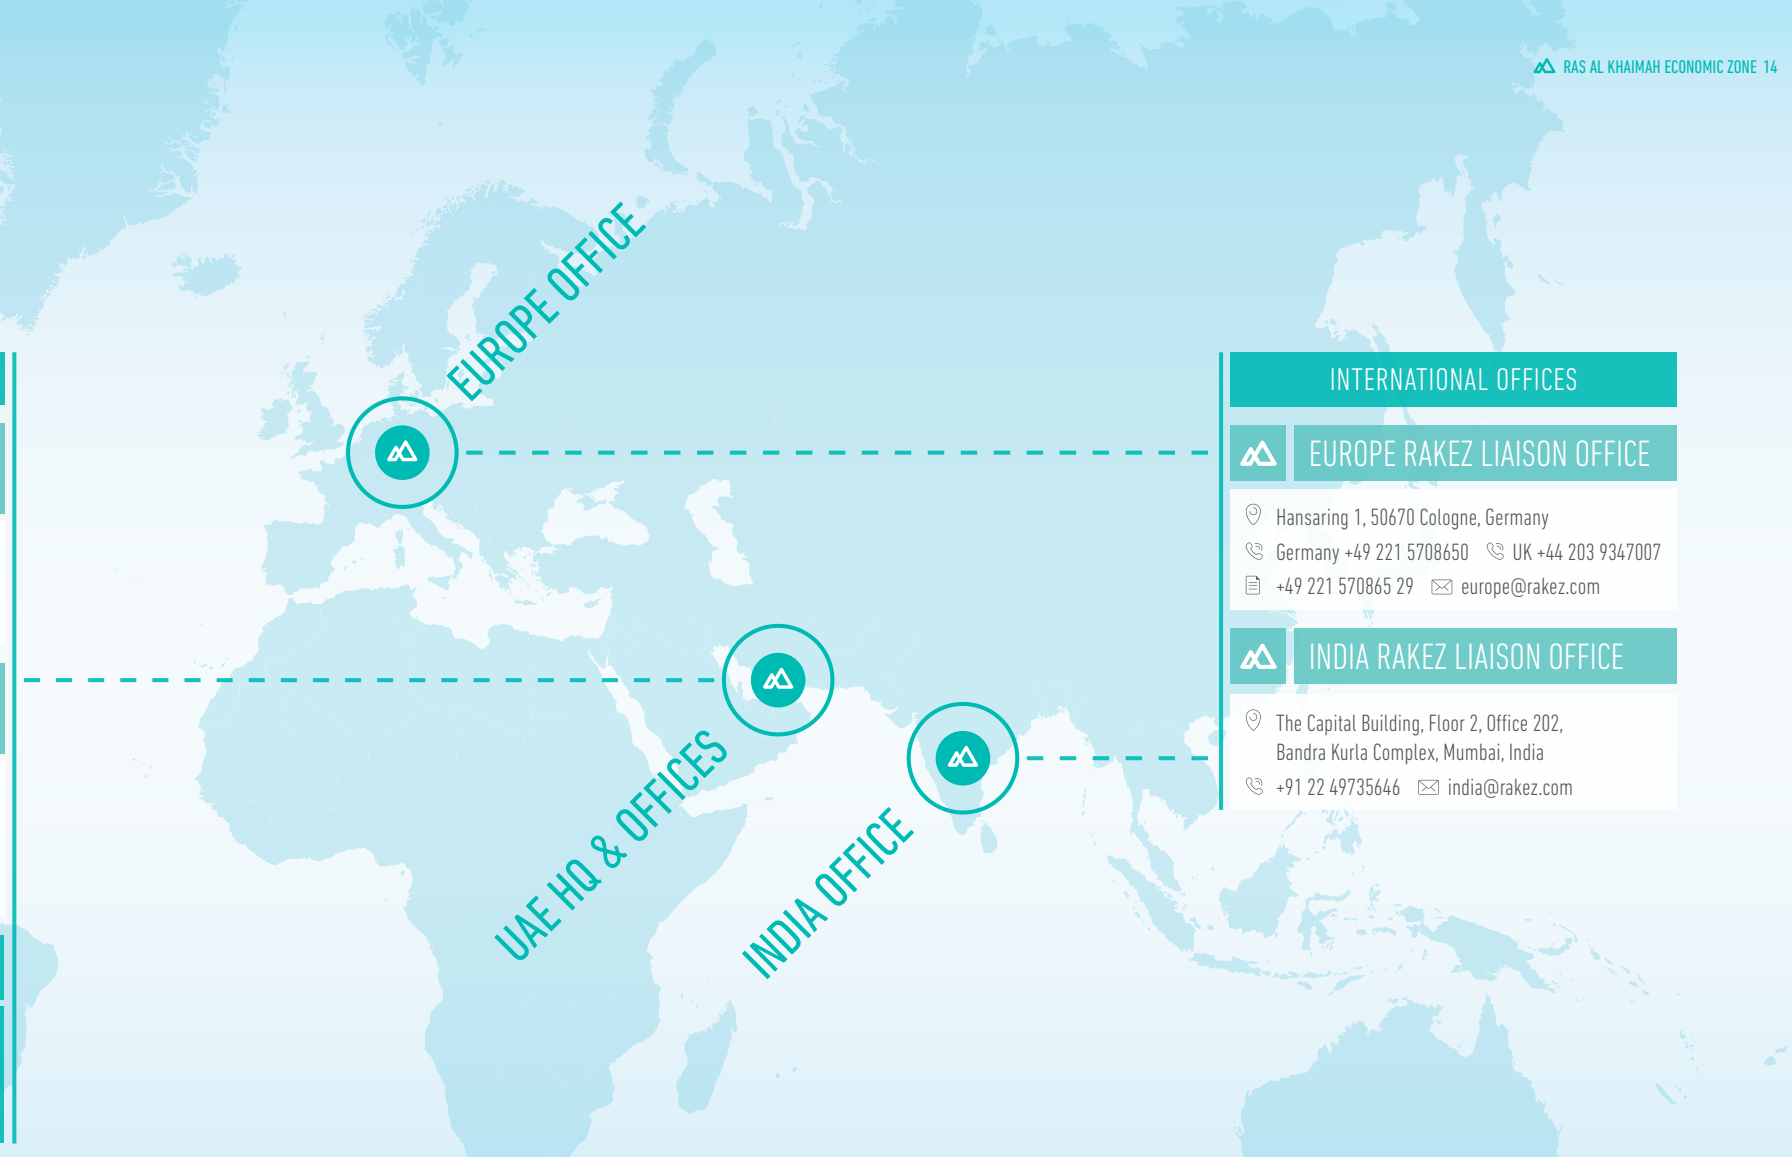 RAS AL KHAIMAH ECONOMIC ZONE 14
EUROPE OFFICE
UAE HQ & OFFICES
INDIA OFFICE
INTERNATIONAL OFFICES
EUROPE RAKEZ LIAISON OFFICE
Hansaring 1, 50670 Cologne, Germany
Germany +49 221 5708650 UK +44 203 9347007
+49 221 570865 29 europe@rakez.com
INDIA RAKEZ LIAISON OFFICE
The Capital Building, Floor 2, Office 202,
Bandra Kurla Complex, Mumbai, India
+91 22 49735646 india@rakez.com